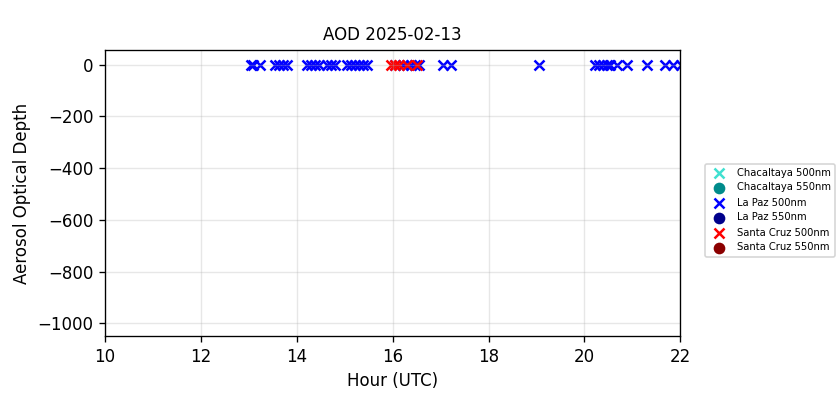 AOD 2025-02-13
Aerosol Optical Depth
0
−200
−400
−600
−800
−1000
10 12 14 16 18 20 22
Hour (UTC)
Chacaltaya 500nm
Chacaltaya 550nm
La Paz 500nm
La Paz 550nm
Santa Cruz 500nm
Santa Cruz 550nm